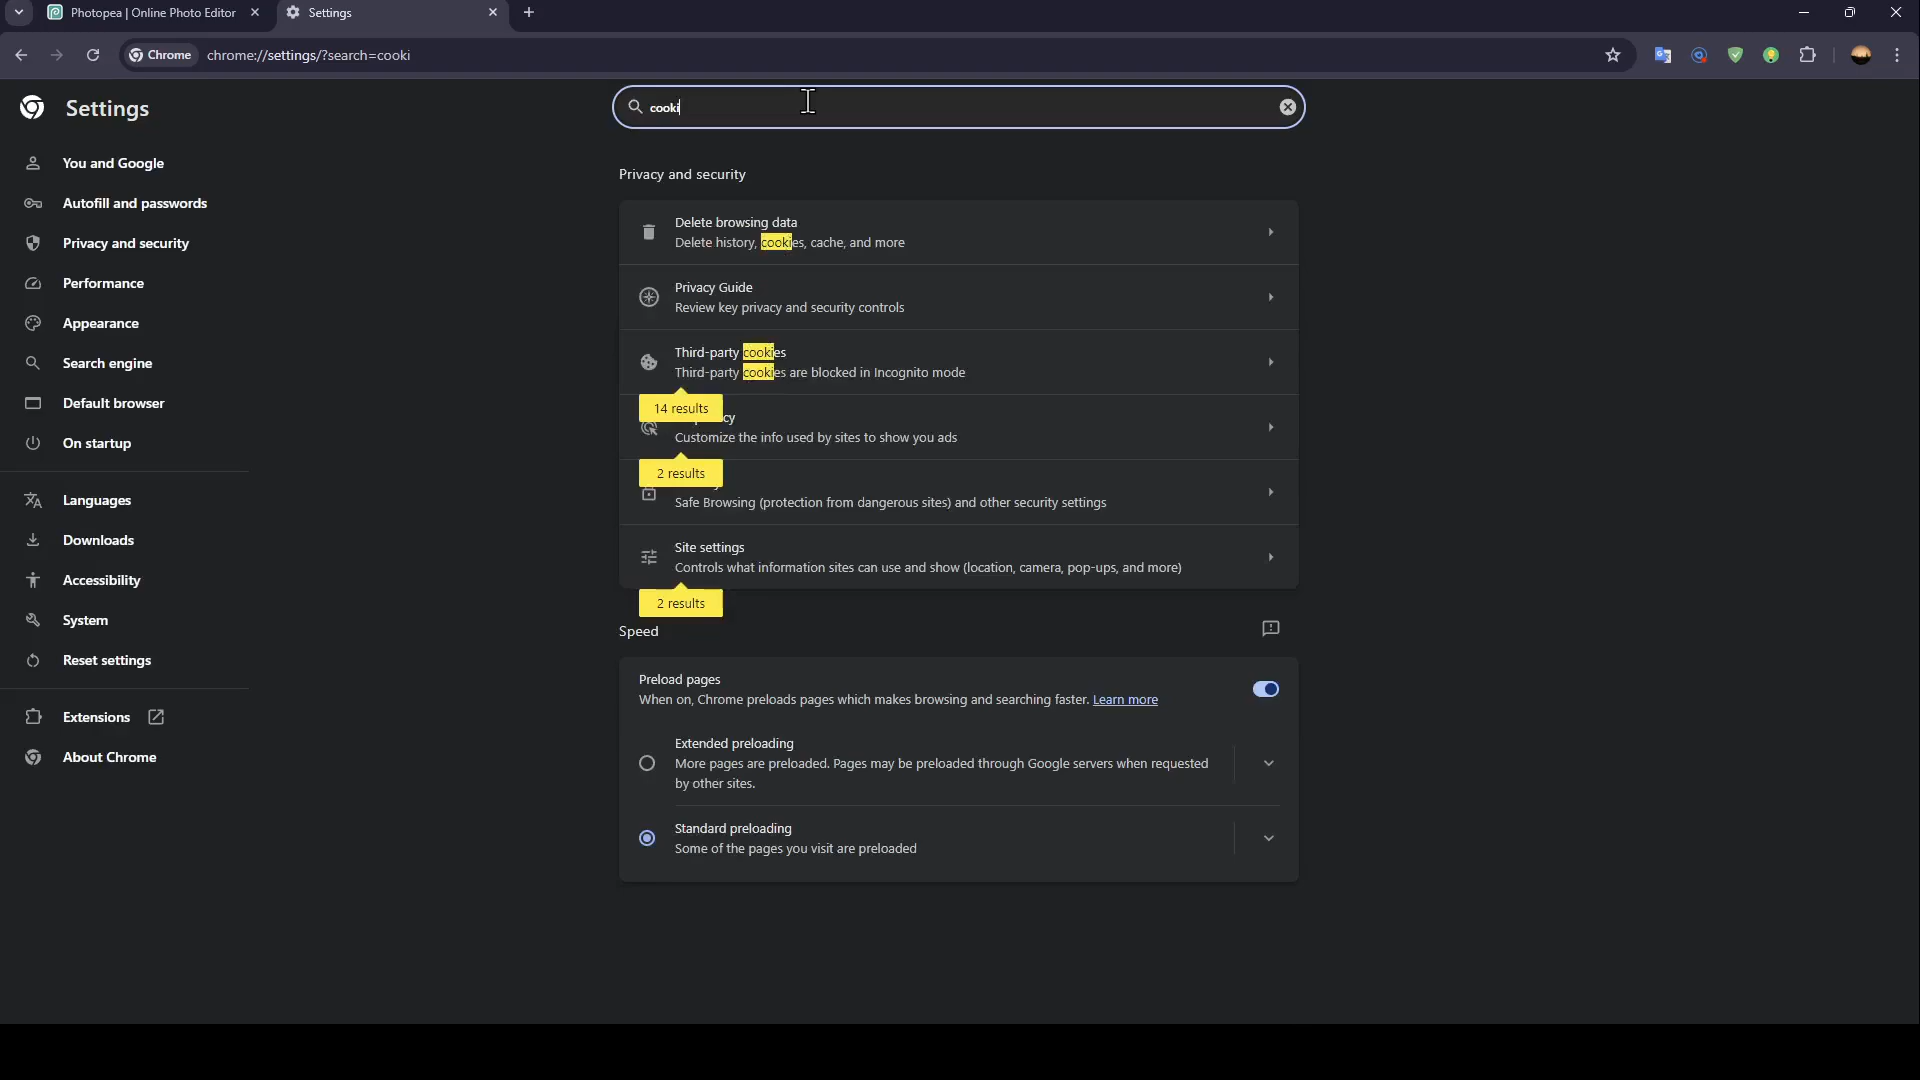 Photopea | Online Photo Editor
Settings
Chrome
chrome://settings/?search=cooki
Settings
cooki
You and Google
Autofill and passwords
Privacy and security
Performance
Appearance
Search engine
Default browser
On startup
Languages
Downloads
Accessibility
System
Reset settings
Extensions
About Chrome
Privacy and security
Delete browsing data
Delete history, cookies, cache, and more
Privacy Guide
Review key privacy and security controls
Third-party cookies
Third-party cookies are blocked in Incognito mode
14 results
Customize the info used by sites to show you ads
2 results
Safe Browsing (protection from dangerous sites) and other security settings
Site settings
Controls what information sites can use and show (location, camera, pop-ups, and more)
2 results
Speed
Preload pages
When on, Chrome preloads pages which makes browsing and searching faster. Learn more
Extended preloading
More pages are preloaded. Pages may be preloaded through Google servers when requested
by other sites.
Standard preloading
Some of the pages you visit are preloaded